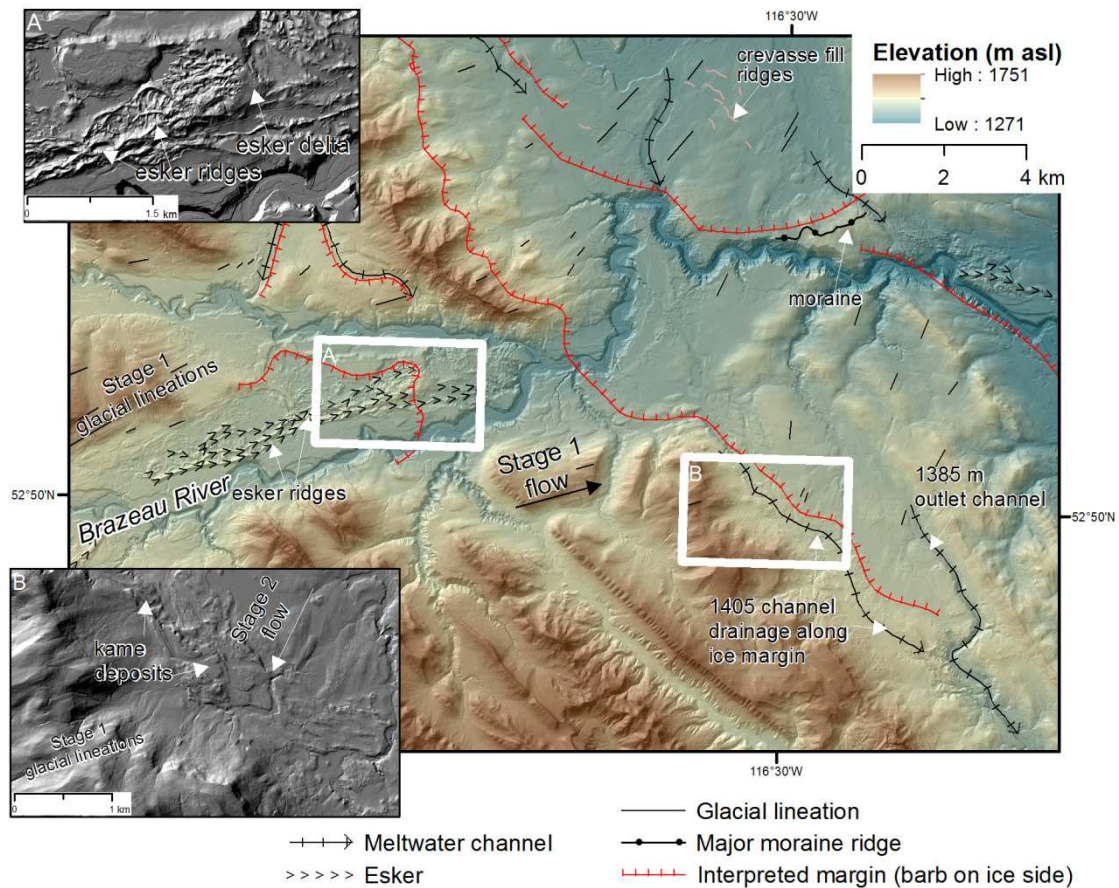 A
esker delta
esker ridges
0
1.5 km
116°30'W
crevasse fill
ridges
Elevation (m asl)
High : 1751
Low : 1271
0 2 4 km
moraine
Stage 1
glacial lineations
A
esker ridges
Brazeau River
52°50'N
Stage 1
flow
B
1385 m
outlet channel
52°50'N
1405 channel
drainage along
ice margin
B
kame
deposits
Stage 2
flow
Stage 1
glacial lineations
0 1 km
116°30'W
Meltwater channel
Esker
Glacial lineation
Major moraine ridge
Interpreted margin (barb on ice side)